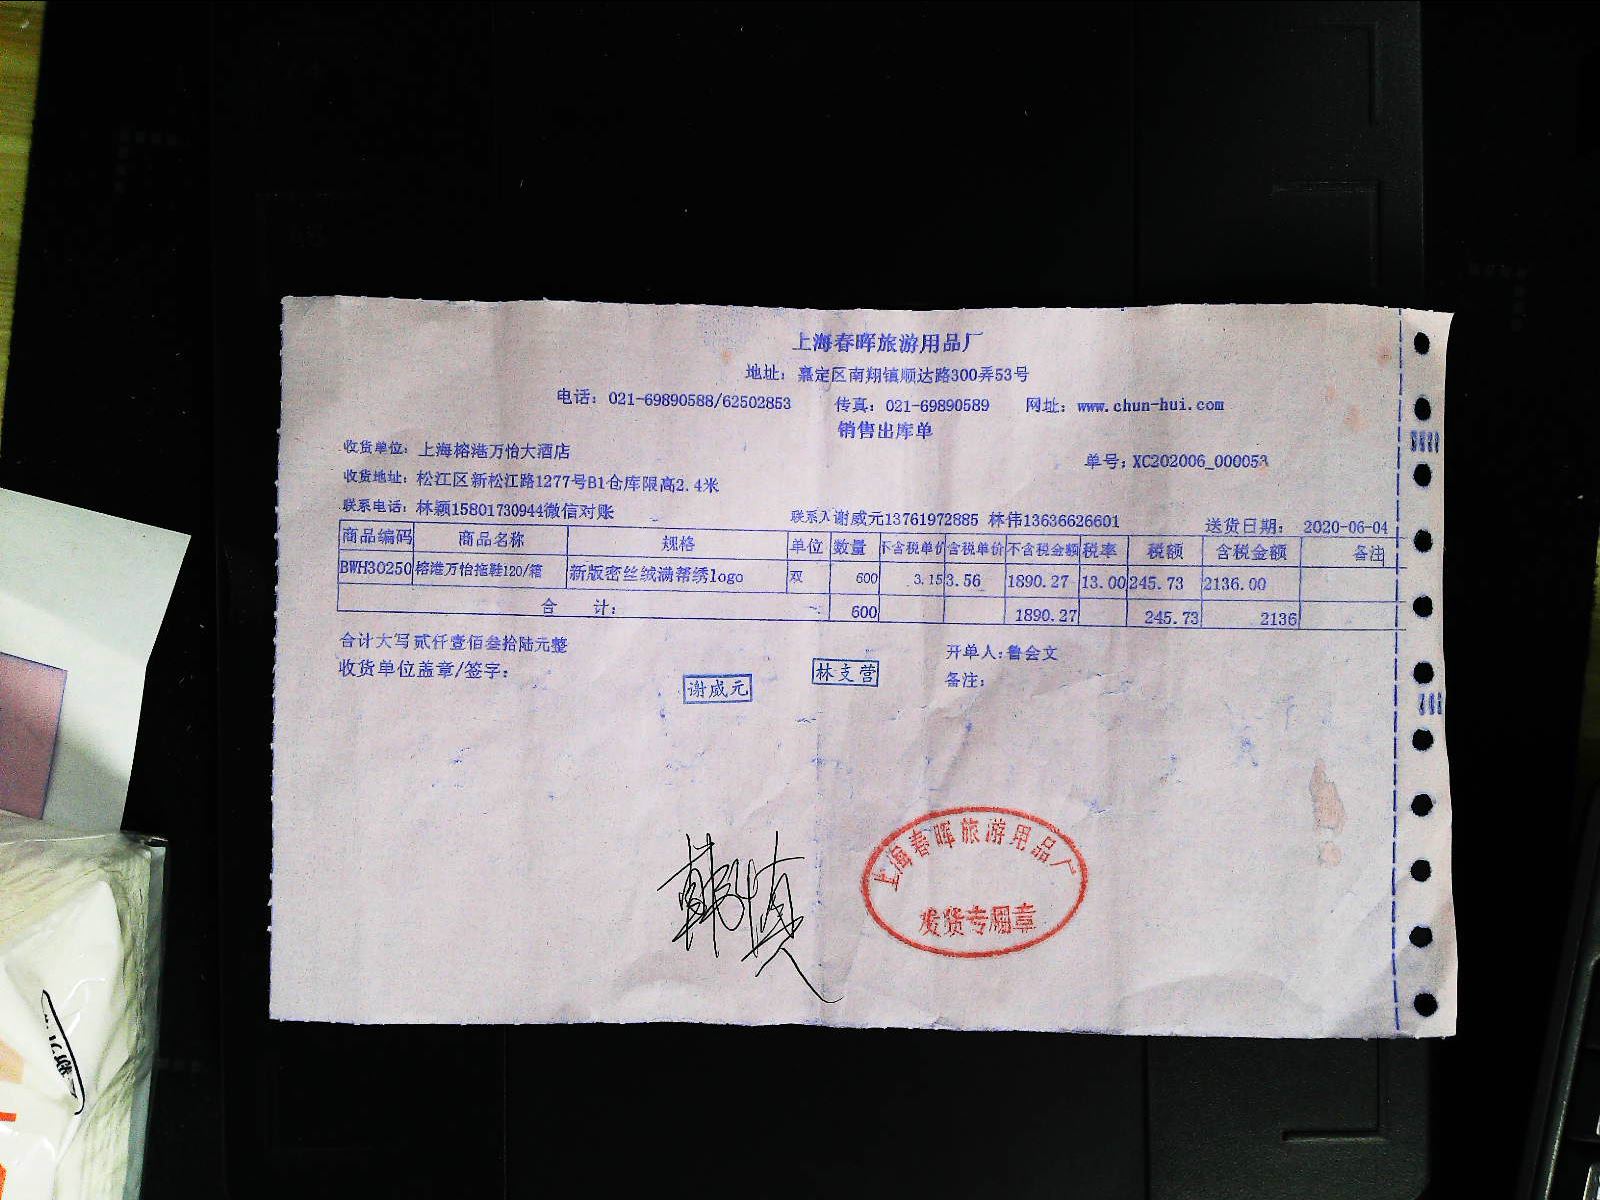 上海春晖旅游用品厂
地址：嘉定区南翔镇顺达路300弄53号
电话：021-69890588/62502853 传真：021-69890589 网址：www.chun-hui.com
销售出库单
收货单位：上海榕港万怡大酒店
单号：XC202006_000053
收货地址：松江区新松江路1277号B1仓库限高2.4米
联系电话：林颖15801730944微信对账 联系人谢威元13761972885 林伟13636626601 送货日期：2020-06-04
商品编码 商品名称 规格 单位 数量 不含税单价 含税单价 不含税金额 税率 税额 含税金额 备注
BWH30250 榕港万怡拖鞋120/箱 新版密丝绒满帮绣logo 双 600 3.15 3.56 1890.27 13.00 245.73 2136.00
合 计： 600 1890.27 245.73 2136
合计大写 贰仟壹佰叁拾陆元整 开单人：鲁会文
收货单位盖章/签字： 谢威元 林支营 备注：
上海春晖旅游用品厂
发货专用章